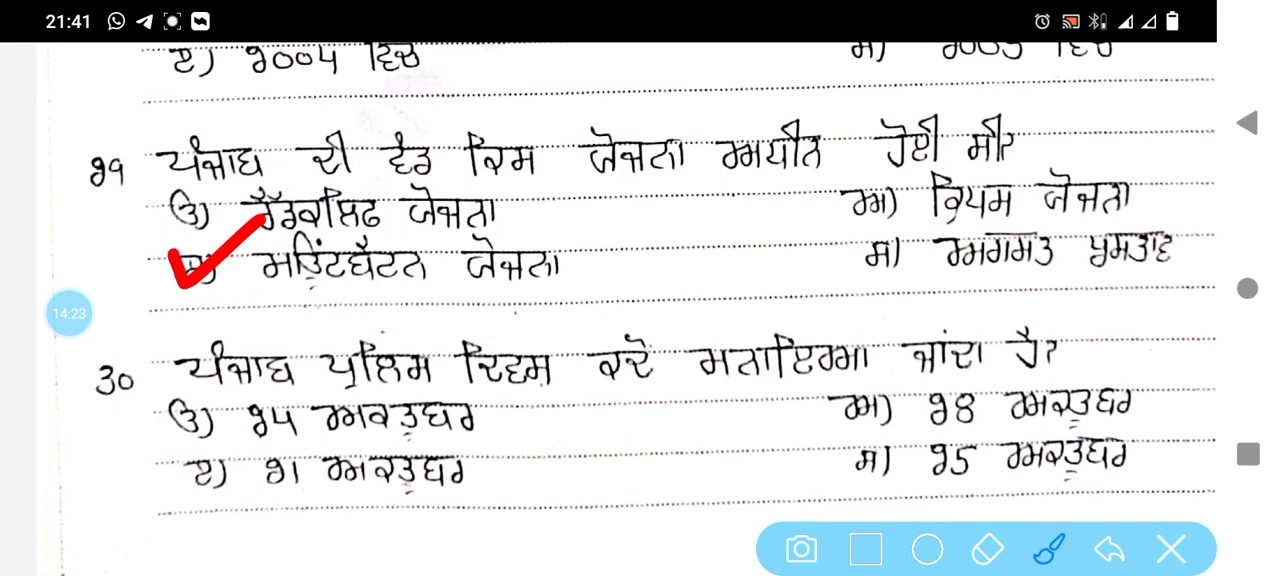 21:41
ੲ) 2005 ਵਿੱਚ
29 ਪੰਜਾਬ ਦੀ ਵੰਡ ਕਿਸ ਯੋਜਨਾ ਅਧੀਨ ਹੋਈ ਸੀ?
ੳ) ਰੈੱਡਕਲਿਫ ਯੋਜਨਾ ਅ) ਕ੍ਰਿਪਸ ਯੋਜਨਾ
ਮਾਊਂਟਬੈਟਨ ਯੋਜਨਾ ਸ) ਅਗਸਤ ਪ੍ਰਸਤਾਵ
14:23
30 ਪੰਜਾਬ ਪੁਲਿਸ ਦਿਵਸ ਕਦੋ ਮਨਾਇਆ ਜਾਂਦਾ ਹੈ?
ੳ) 24 ਅਕਤੂਬਰ ਅ) 28 ਅਕਤੂਬਰ
ੲ) 21 ਅਕਤੂਬਰ ਸ) 25 ਅਕਤੂਬਰ